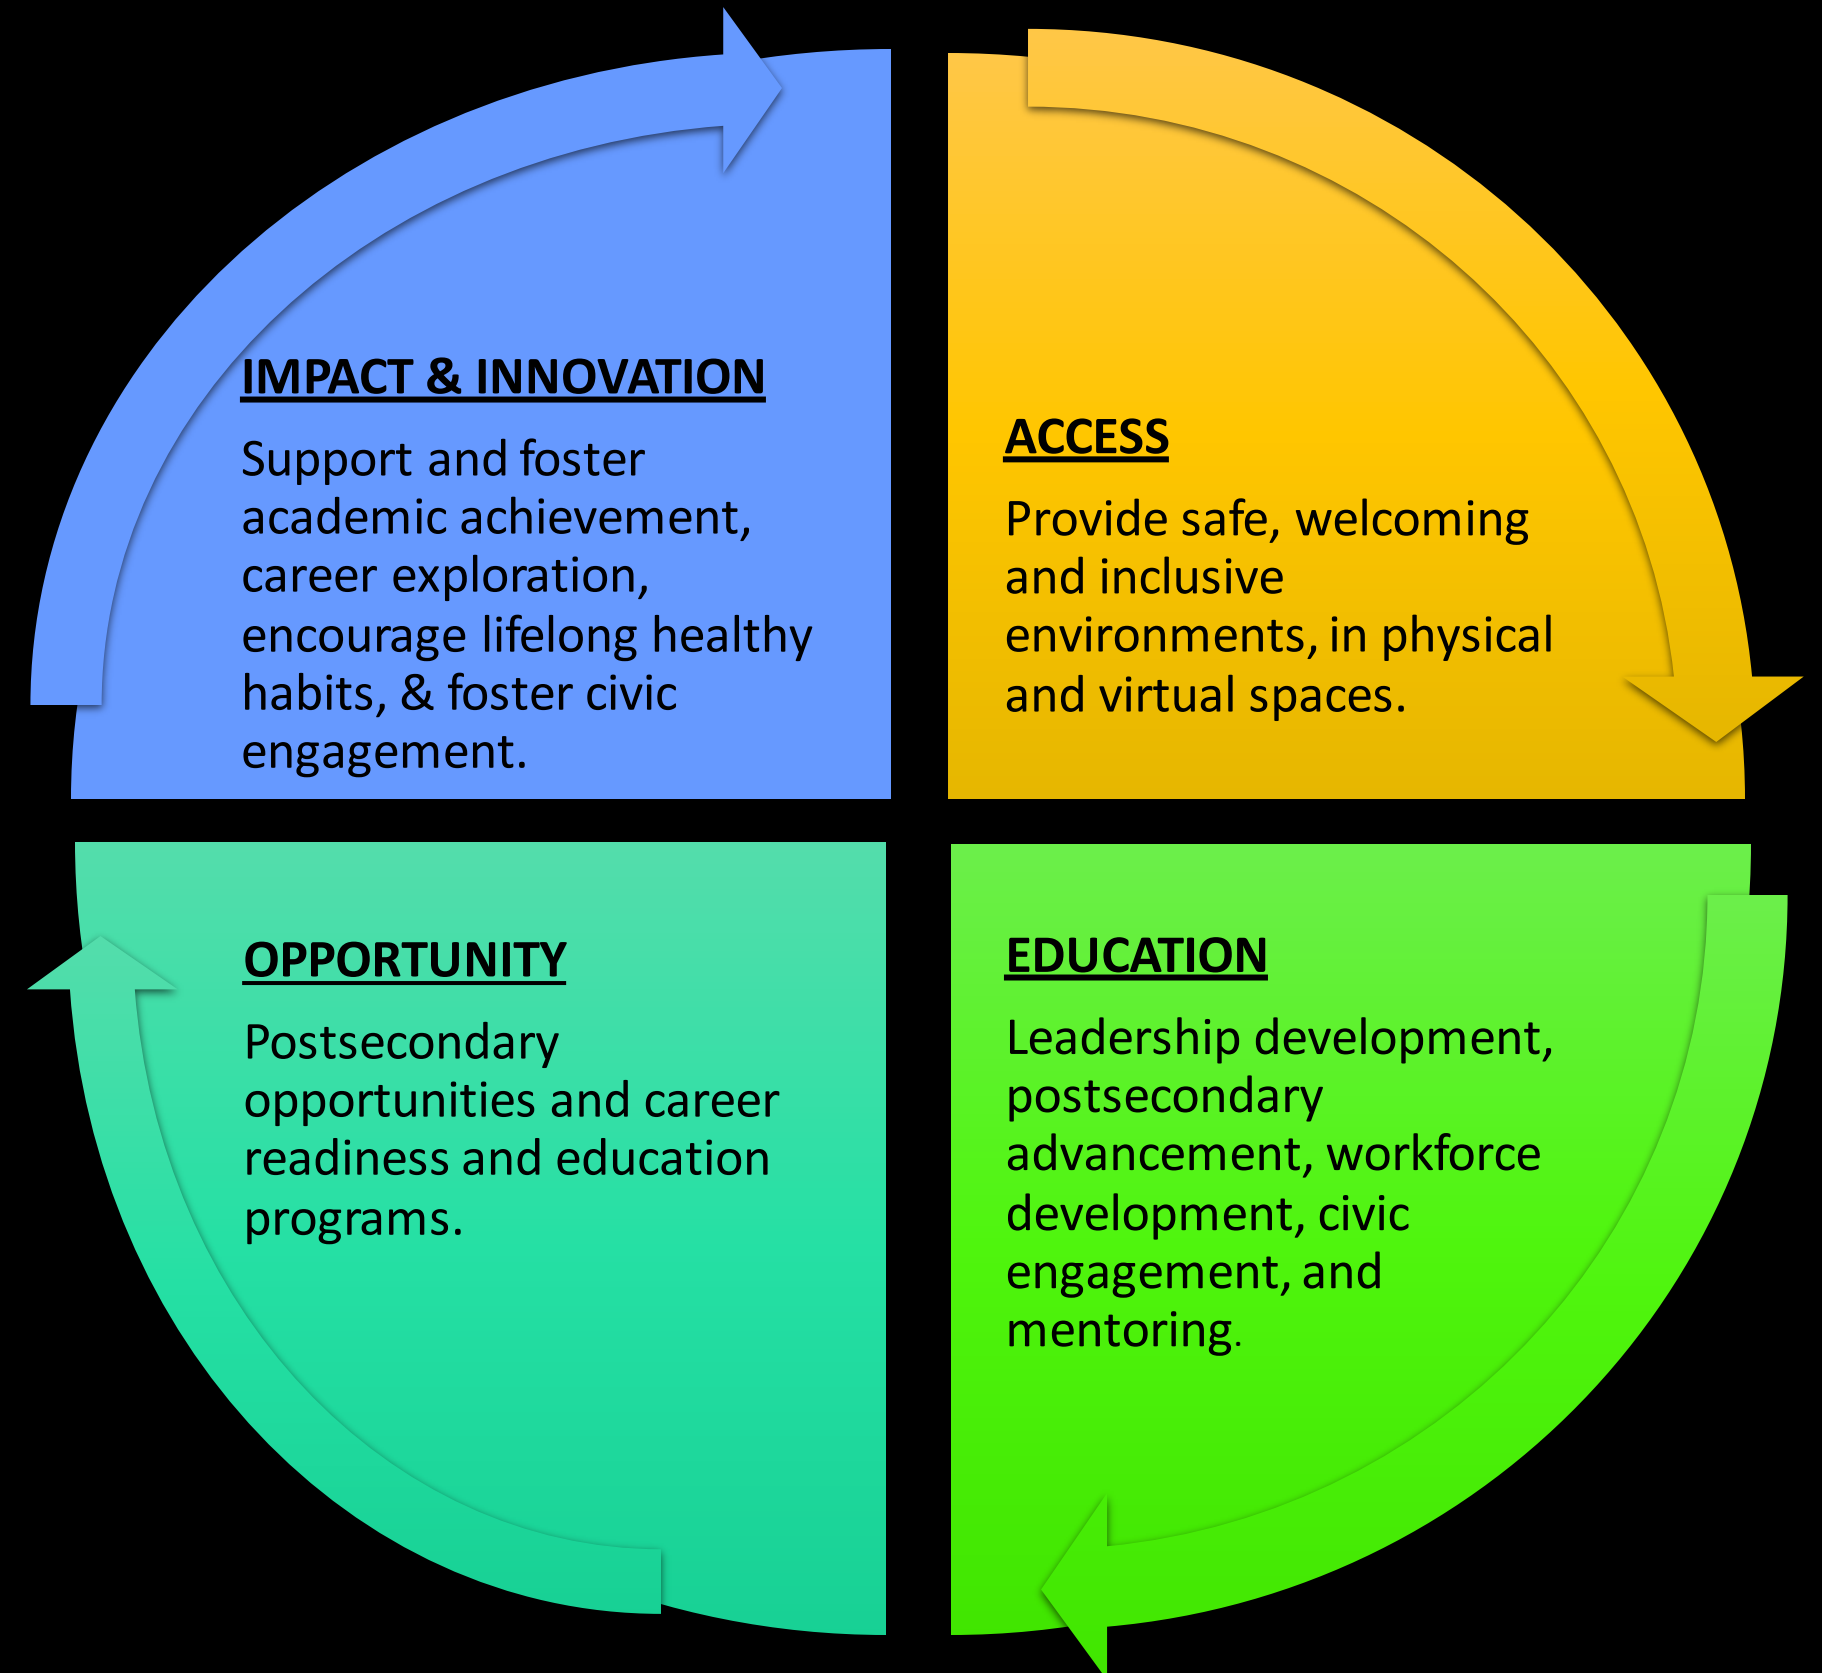 IMPACT & INNOVATION
Support and foster
academic achievement,
career exploration,
encourage lifelong healthy
habits, & foster civic
engagement.
ACCESS
Provide safe, welcoming
and inclusive
environments, in physical
and virtual spaces.
OPPORTUNITY
Postsecondary
opportunities and career
readiness and education
programs.
EDUCATION
Leadership development,
postsecondary
advancement, workforce
development, civic
engagement, and
mentoring.